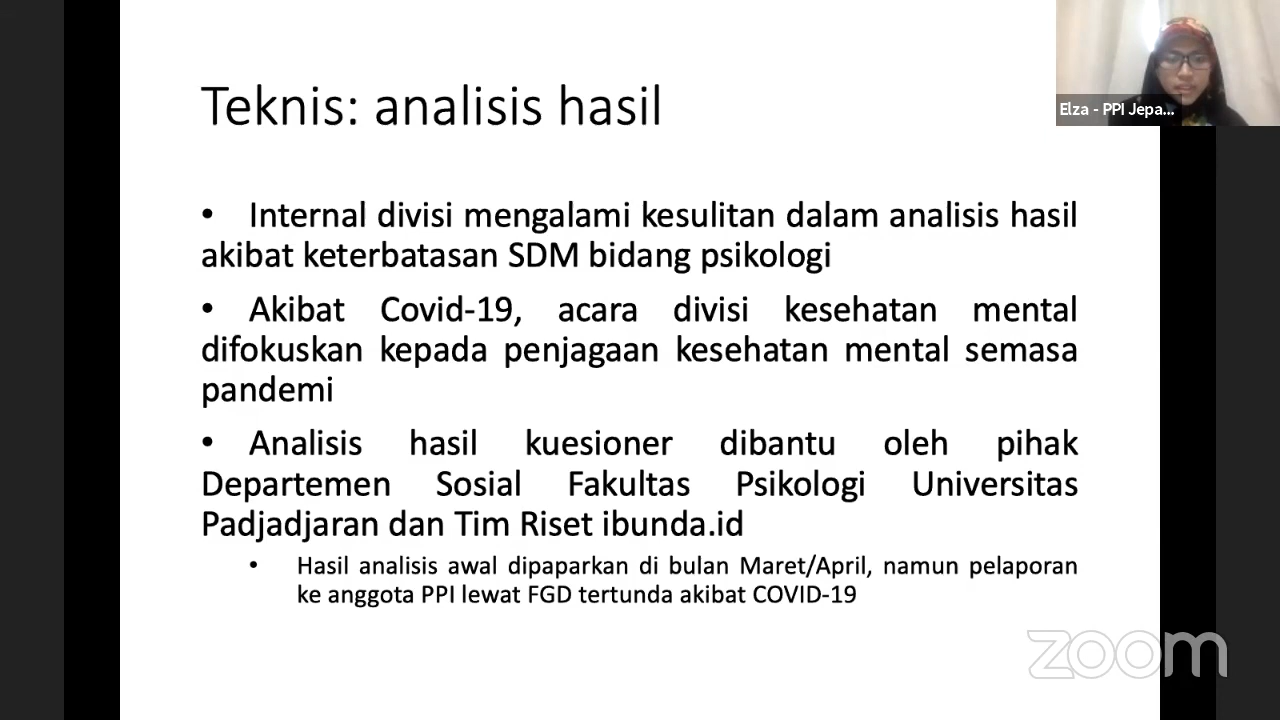 Teknis: analisis hasil
Elza - PPI Jepa...
• Internal divisi mengalami kesulitan dalam analisis hasil
akibat keterbatasan SDM bidang psikologi
• Akibat Covid-19, acara divisi kesehatan mental
difokuskan kepada penjagaan kesehatan mental semasa
pandemi
• Analisis hasil kuesioner dibantu oleh pihak
Departemen Sosial Fakultas Psikologi Universitas
Padjadjaran dan Tim Riset ibunda.id
• Hasil analisis awal dipaparkan di bulan Maret/April, namun pelaporan
ke anggota PPI lewat FGD tertunda akibat COVID-19
zoom